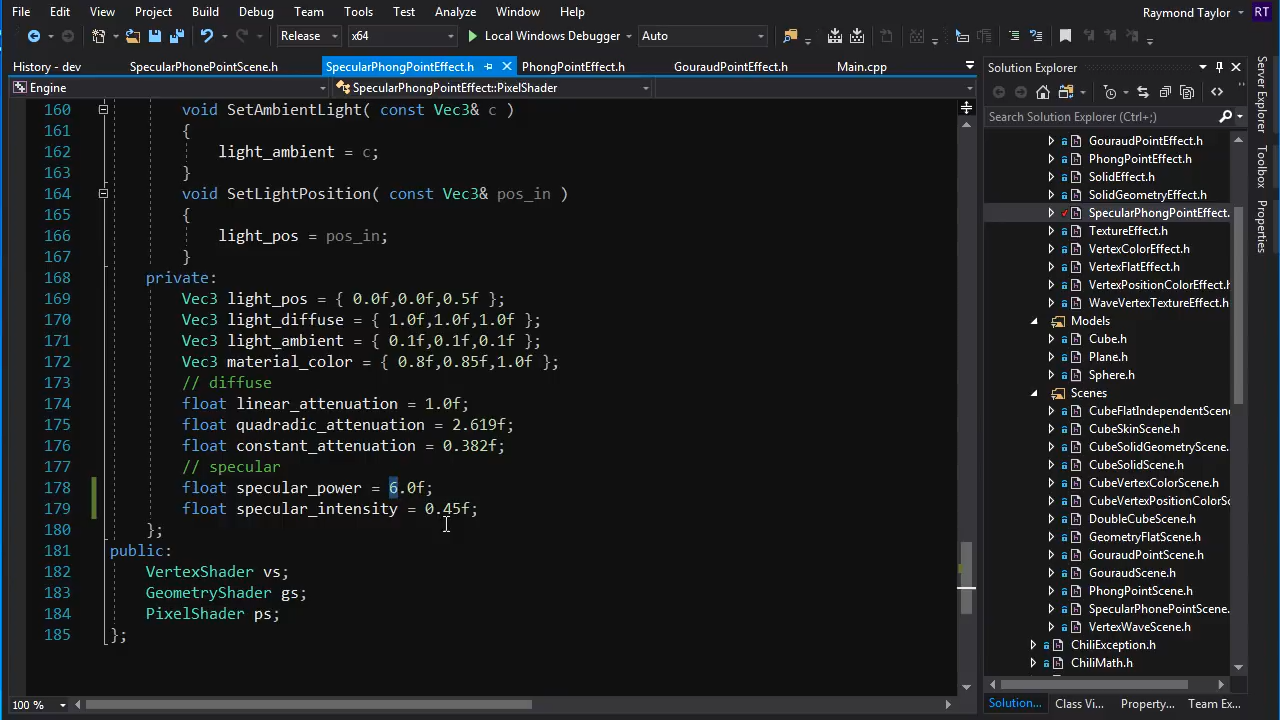 File Edit View Project Build Debug Team Tools Test Analyze Window Help Raymond Taylor RT
Release x64 Local Windows Debugger Auto
History - dev SpecularPhonePointScene.h SpecularPhongPointEffect.h PhongPointEffect.h GouraudPointEffect.h Main.cpp
Engine SpecularPhongPointEffect::PixelShader
160 void SetAmbientLight( const Vec3& c )
161 {
162 light_ambient = c;
163 }
164 void SetLightPosition( const Vec3& pos_in )
165 {
166 light_pos = pos_in;
167 }
168 private:
169 Vec3 light_pos = { 0.0f,0.0f,0.5f };
170 Vec3 light_diffuse = { 1.0f,1.0f,1.0f };
171 Vec3 light_ambient = { 0.1f,0.1f,0.1f };
172 Vec3 material_color = { 0.8f,0.85f,1.0f };
173 // diffuse
174 float linear_attenuation = 1.0f;
175 float quadradic_attenuation = 2.619f;
176 float constant_attenuation = 0.382f;
177 // specular
178 float specular_power = 6.0f;
179 float specular_intensity = 0.45f;
180 };
181 public:
182 VertexShader vs;
183 GeometryShader gs;
184 PixelShader ps;
185 };
100 %
Solution Explorer
Search Solution Explorer (Ctrl+;)
GouraudPointEffect.h
PhongPointEffect.h
SolidEffect.h
SolidGeometryEffect.h
SpecularPhongPointEffect.
TextureEffect.h
VertexColorEffect.h
VertexFlatEffect.h
VertexPositionColorEffect.h
WaveVertexTextureEffect.h
Models
Cube.h
Plane.h
Sphere.h
Scenes
CubeFlatIndependentScene
CubeSkinScene.h
CubeSolidGeometryScene.h
CubeSolidScene.h
CubeVertexColorScene.h
CubeVertexPositionColorSc
DoubleCubeScene.h
GeometryFlatScene.h
GouraudPointScene.h
GouraudScene.h
PhongPointScene.h
SpecularPhonePointScene.
VertexWaveScene.h
ChiliException.h
ChiliMath.h
Solution... Class Vi... Property... Team Ex...
Server Explorer
Toolbox
Properties